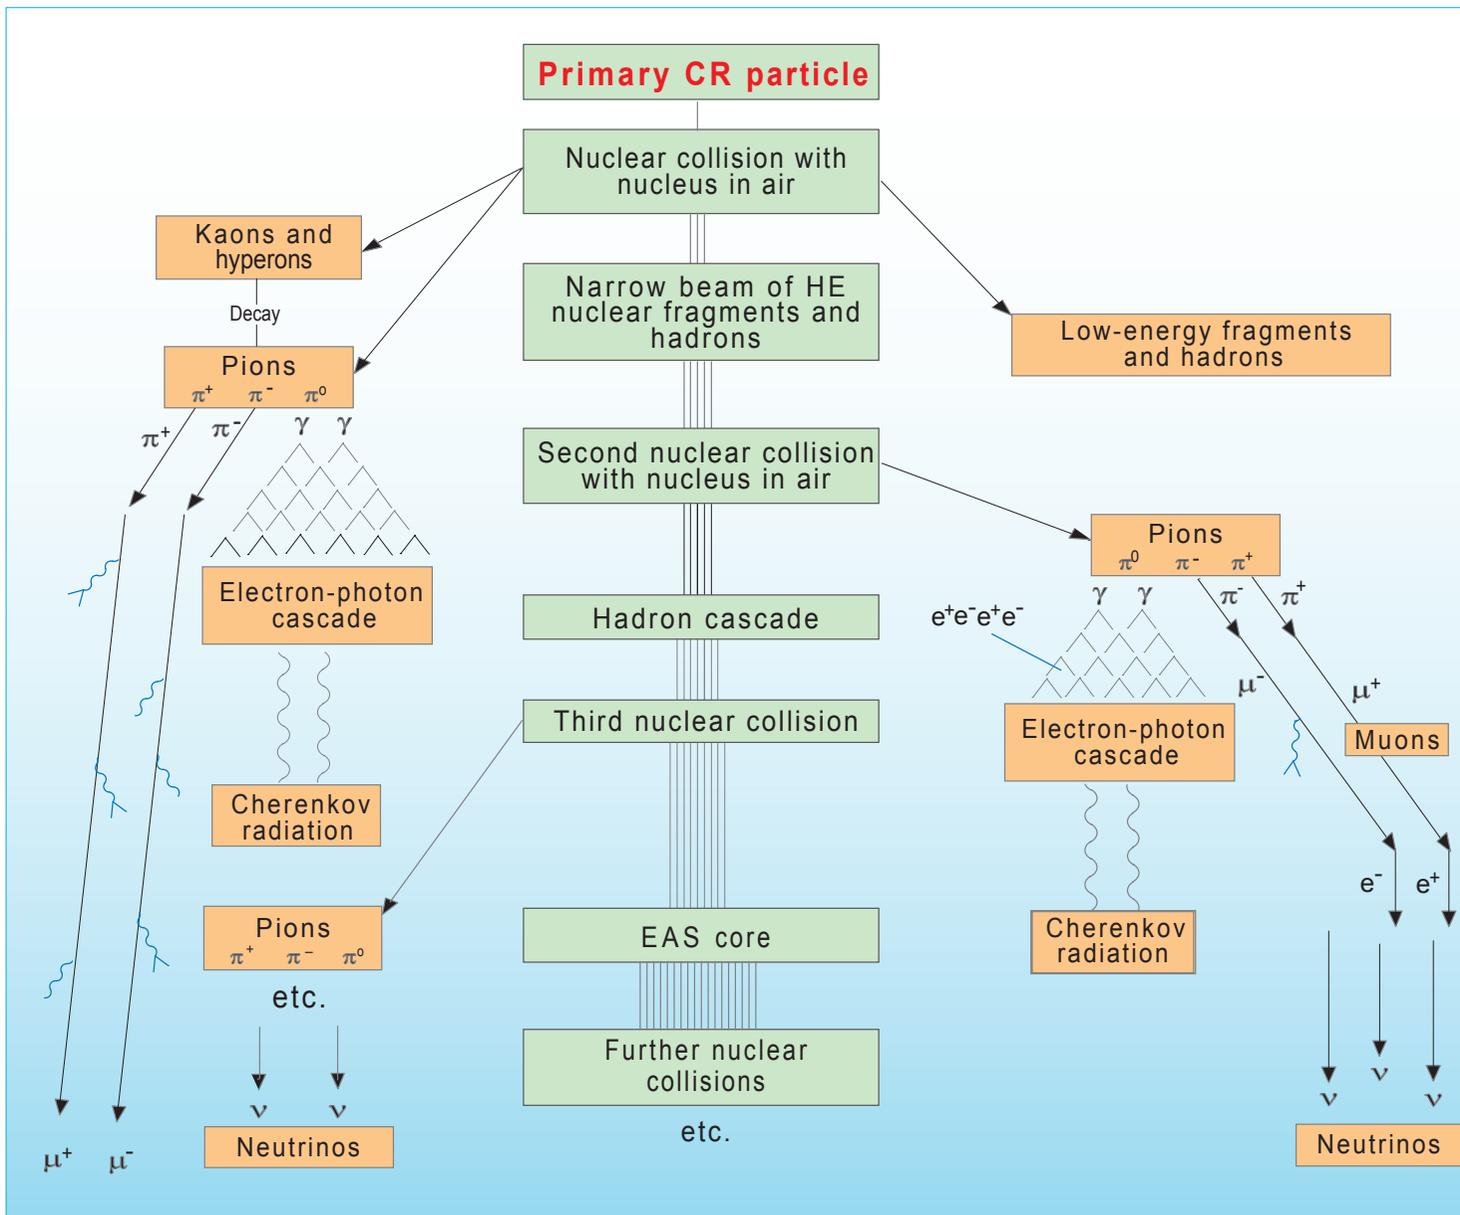 Primary CR particle
Nuclear collision with
nucleus in air
Kaons and
hyperons
Decay
Narrow beam of HE
nuclear fragments and
hadrons
Low-energy fragments
and hadrons
Pions
π⁺ π⁻ π⁰
π⁺ π⁻ γ γ
Second nuclear collision
with nucleus in air
Pions
π⁰ π⁻ π⁺
γ γ π⁻ π⁺
Electron-photon
cascade
Hadron cascade
e⁺e⁻e⁺e⁻
μ⁻ μ⁺
Third nuclear collision
Electron-photon
cascade
Muons
Cherenkov
radiation
e⁻ e⁺
Pions
π⁺ π⁻ π⁰
etc.
EAS core
Cherenkov
radiation
Further nuclear
collisions
etc.
ν ν
Neutrinos
μ⁺ μ⁻
ν ν ν
Neutrinos